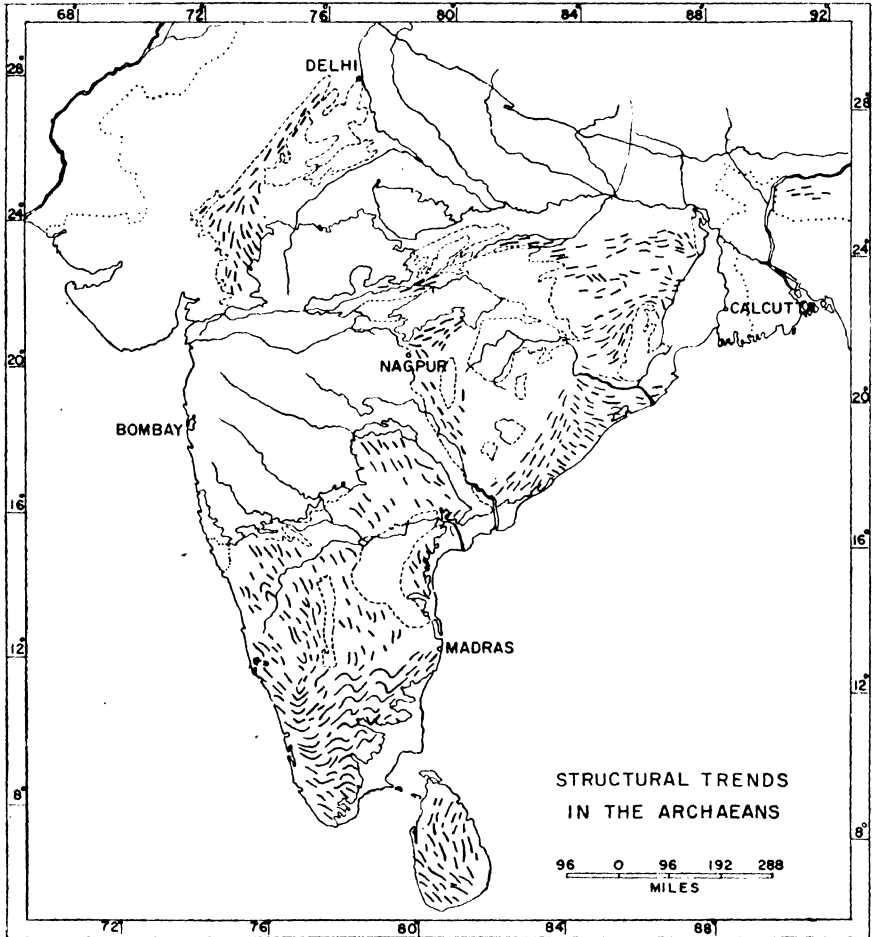 68° 72° 76° 80° 84° 88° 92°
28° 28°
DELHI
24° 24°
CALCUTTA
20° NAGPUR 20°
BOMBAY
16° 16°
12° MADRAS 12°
STRUCTURAL TRENDS
IN THE ARCHAEANS
8° 8°
96 0 96 192 288
MILES
72° 76° 80° 84° 88°